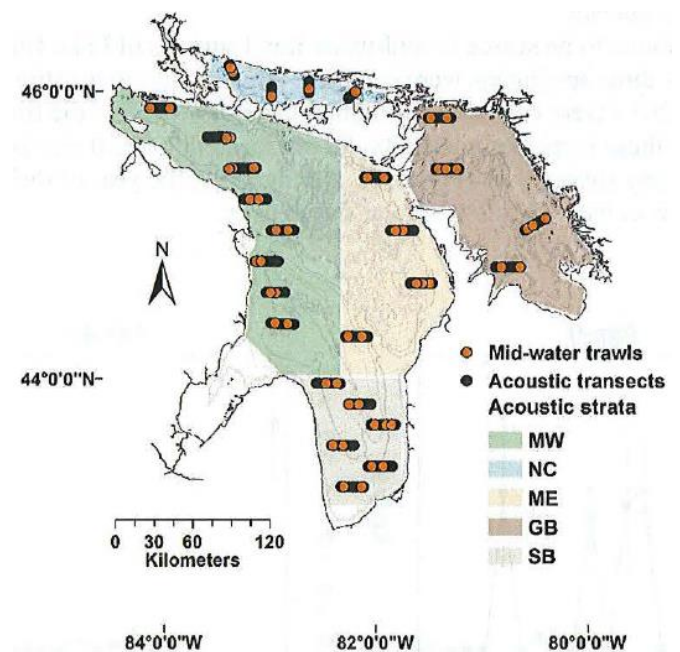 46°0'0"N
N
44°0'0"N
Mid-water trawls
Acoustic transects
Acoustic strata
MW
NC
ME
GB
SB
0 30 60 120
Kilometers
84°0'0"W 82°0'0"W 80°0'0"W